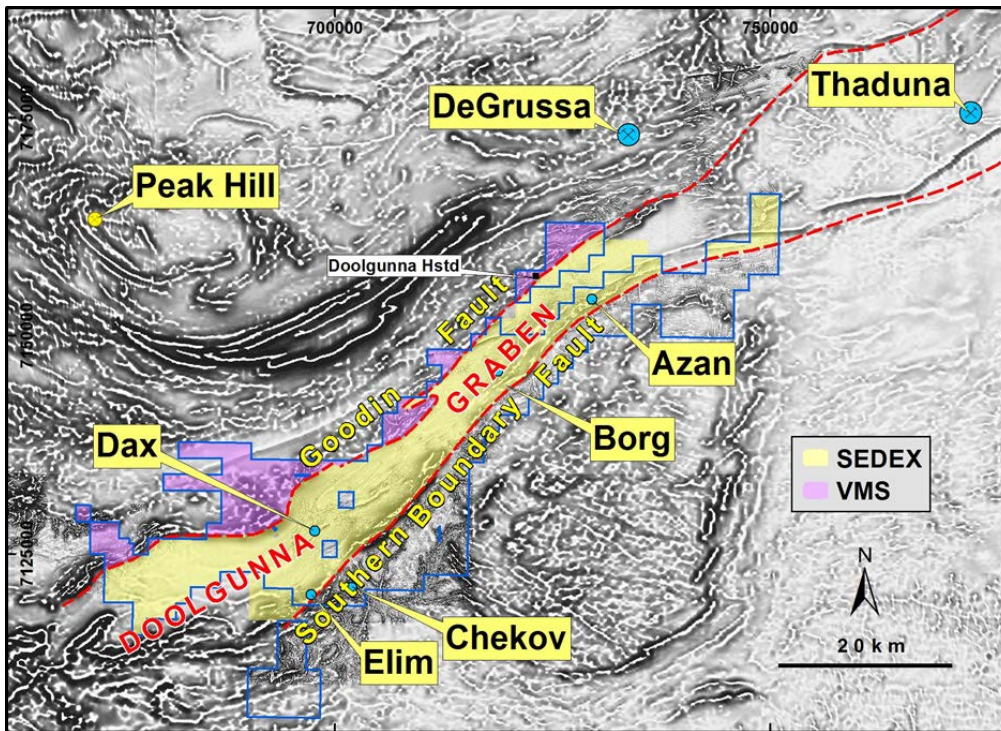 700000
750000
7175000
7150000
7125000
DeGrussa
Thaduna
Peak Hill
Doolgunna Hstd
Goodin Fault
DOOLGUNNA GRABEN
Southern Boundary Fault
Azan
Borg
Dax
Chekov
Elim
SEDEX
VMS
N
20 km